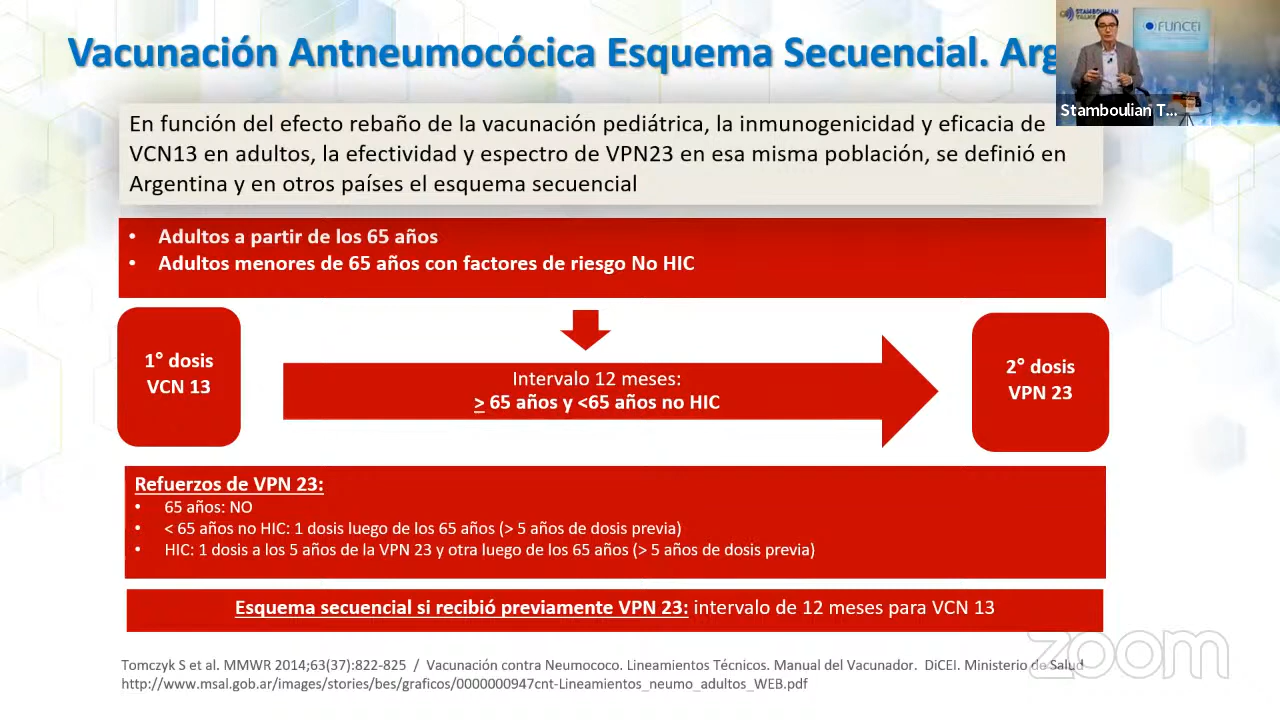 Vacunación Antneumocócica Esquema Secuencial. Arg
STAMBOULIAN
TALKS
FUNCEI
Stamboulian T...
En función del efecto rebaño de la vacunación pediátrica, la inmunogenicidad y eficacia de
VCN13 en adultos, la efectividad y espectro de VPN23 en esa misma población, se definió en
Argentina y en otros países el esquema secuencial
• Adultos a partir de los 65 años
• Adultos menores de 65 años con factores de riesgo No HIC
1° dosis
VCN 13
Intervalo 12 meses:
> 65 años y <65 años no HIC
2° dosis
VPN 23
Refuerzos de VPN 23:
• 65 años: NO
• < 65 años no HIC: 1 dosis luego de los 65 años (> 5 años de dosis previa)
• HIC: 1 dosis a los 5 años de la VPN 23 y otra luego de los 65 años (> 5 años de dosis previa)
Esquema secuencial si recibió previamente VPN 23: intervalo de 12 meses para VCN 13
Tomczyk S et al. MMWR 2014;63(37):822-825 / Vacunación contra Neumococo. Lineamientos Técnicos. Manual del Vacunador. DiCEI. Ministerio de Salud
http://www.msal.gob.ar/images/stories/bes/graficos/0000000947cnt-Lineamientos_neumo_adultos_WEB.pdf
zoom